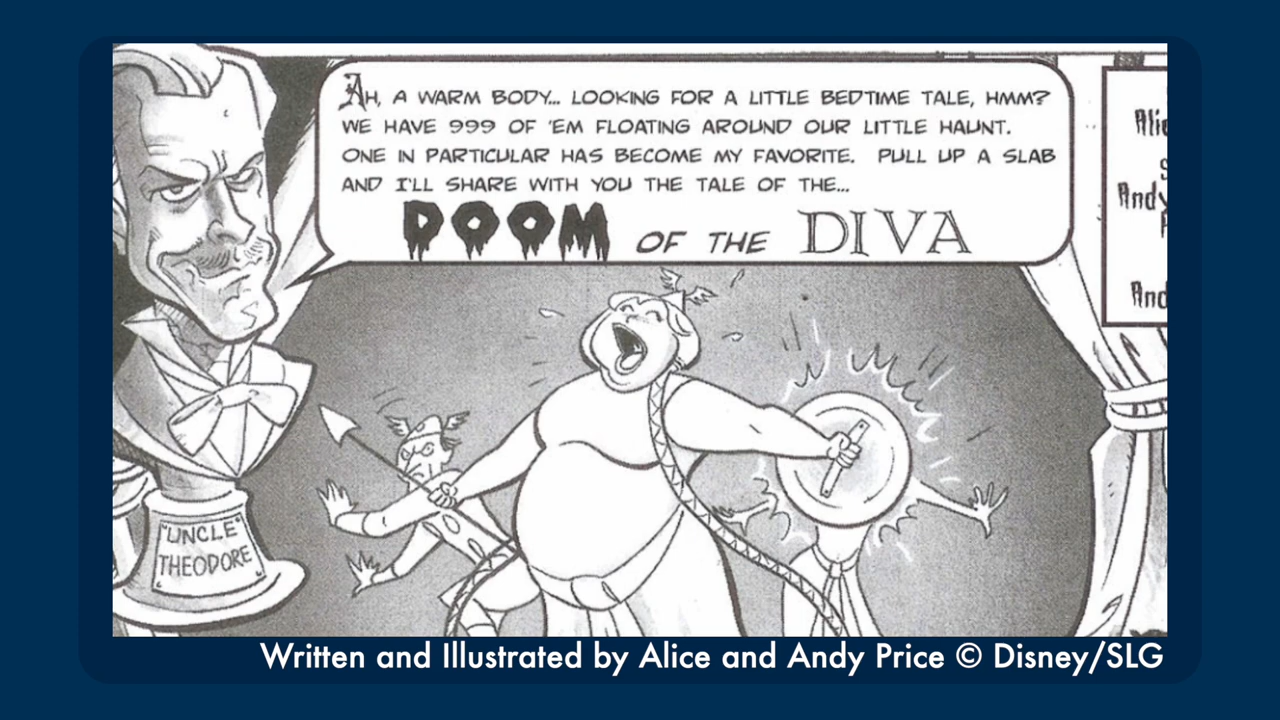 AH, A WARM BODY... LOOKING FOR A LITTLE BEDTIME TALE, HMM?
WE HAVE 999 OF 'EM FLOATING AROUND OUR LITTLE HAUNT.
ONE IN PARTICULAR HAS BECOME MY FAVORITE. PULL UP A SLAB
AND I'LL SHARE WITH YOU THE TALE OF THE...
DOOM OF THE DIVA
"UNCLE"
THEODORE
Written and Illustrated by Alice and Andy Price © Disney/SLG